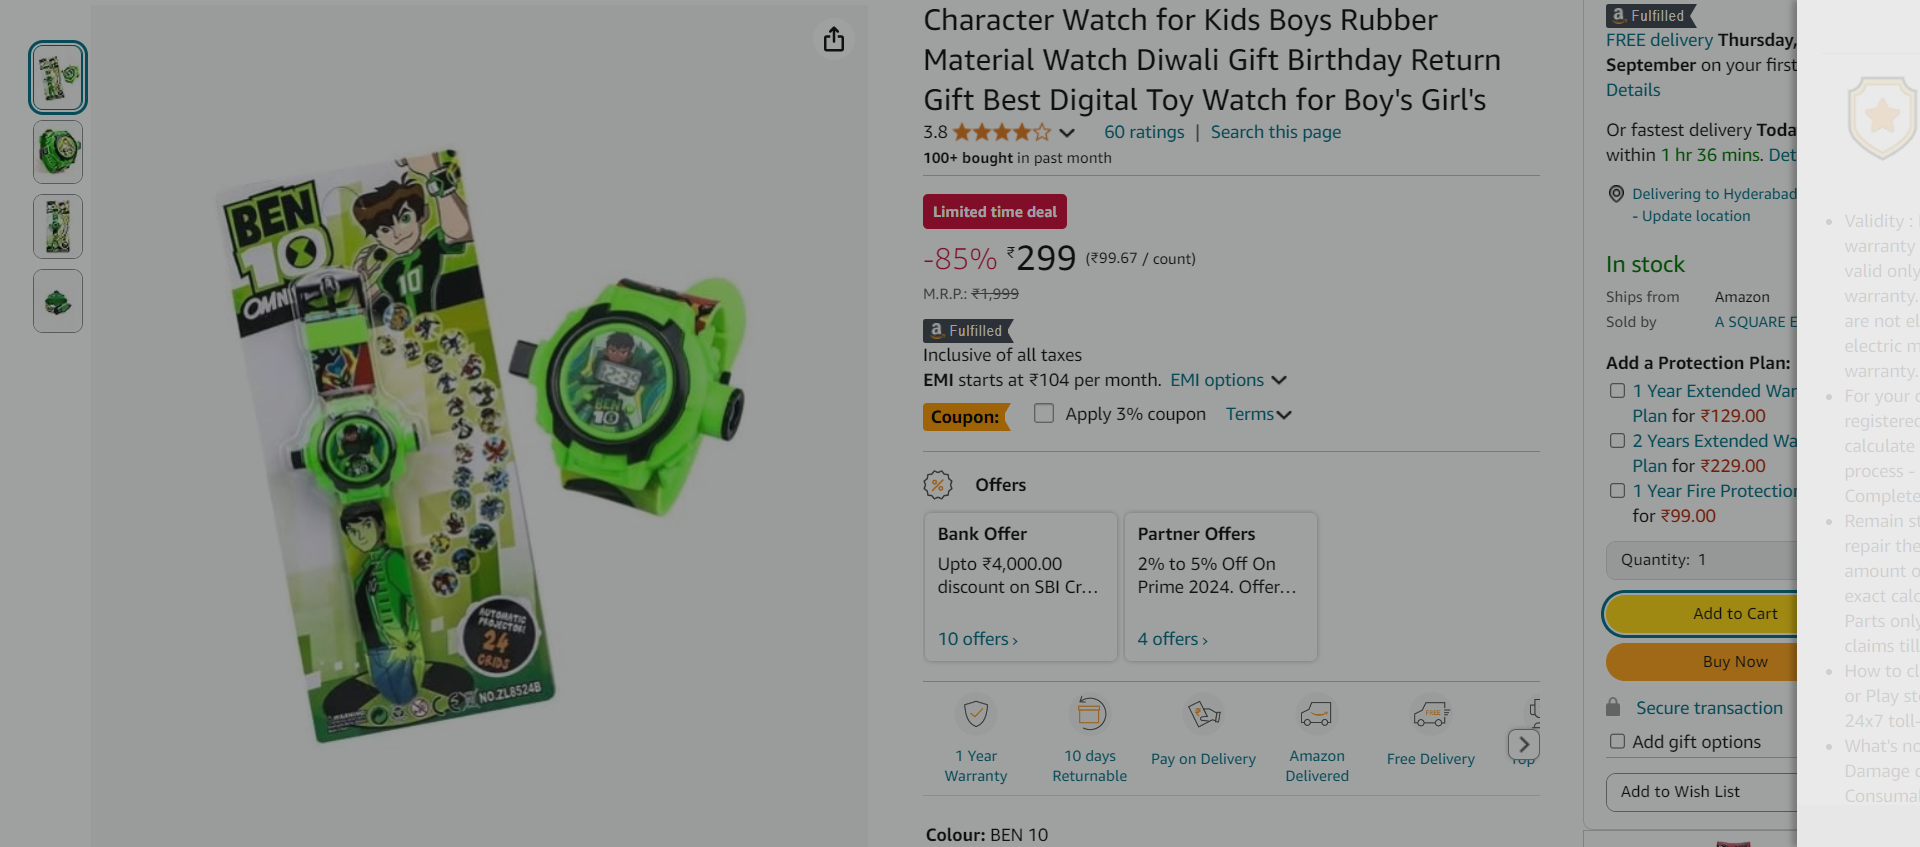 Character Watch for Kids Boys Rubber
Material Watch Diwali Gift Birthday Return
Gift Best Digital Toy Watch for Boy's Girl's
3.8
60 ratings | Search this page
100+ bought in past month
Limited time deal
-85% ₹299 (₹99.67 / count)
M.R.P.: ₹1,999
a Fulfilled
Inclusive of all taxes
EMI starts at ₹104 per month. EMI options
Coupon: Apply 3% coupon Terms
Offers
Bank Offer
Upto ₹4,000.00
discount on SBI Cr...
10 offers ›
Partner Offers
2% to 5% Off On
Prime 2024. Offer...
4 offers ›
1 Year
Warranty
10 days
Returnable
Pay on Delivery
Amazon
Delivered
FREE
Free Delivery
Top
Colour: BEN 10
BEN
10
10
BEN
10
AUTOMATIC
PROJECTOR!
24
GRIDS
WARNING
NO.ZL8524B
a Fulfilled
FREE delivery Thursday,
September on your first
Details
Or fastest delivery Toda
within 1 hr 36 mins. Det
Delivering to Hyderabad
- Update location
In stock
Ships from Amazon
Sold by A SQUARE E
Add a Protection Plan:
1 Year Extended War
Plan for ₹129.00
2 Years Extended Wa
Plan for ₹229.00
1 Year Fire Protection
for ₹99.00
Quantity: 1
Add to Cart
Buy Now
Secure transaction
Add gift options
Add to Wish List
Validity :
warranty
valid only
warranty.
are not el
electric m
warranty.
For your c
registered
calculate
process -
Complete
Remain st
repair the
amount o
exact calc
Parts only
claims till
How to cl
or Play sto
24x7 toll-
What's no
Damage o
Consumal